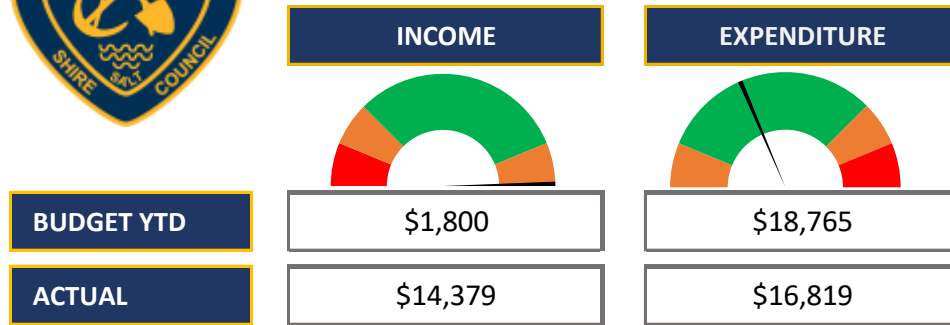 SHIRE
SALT
COUNCIL
INCOME
EXPENDITURE
BUDGET YTD
$1,800
$18,765
ACTUAL
$14,379
$16,819